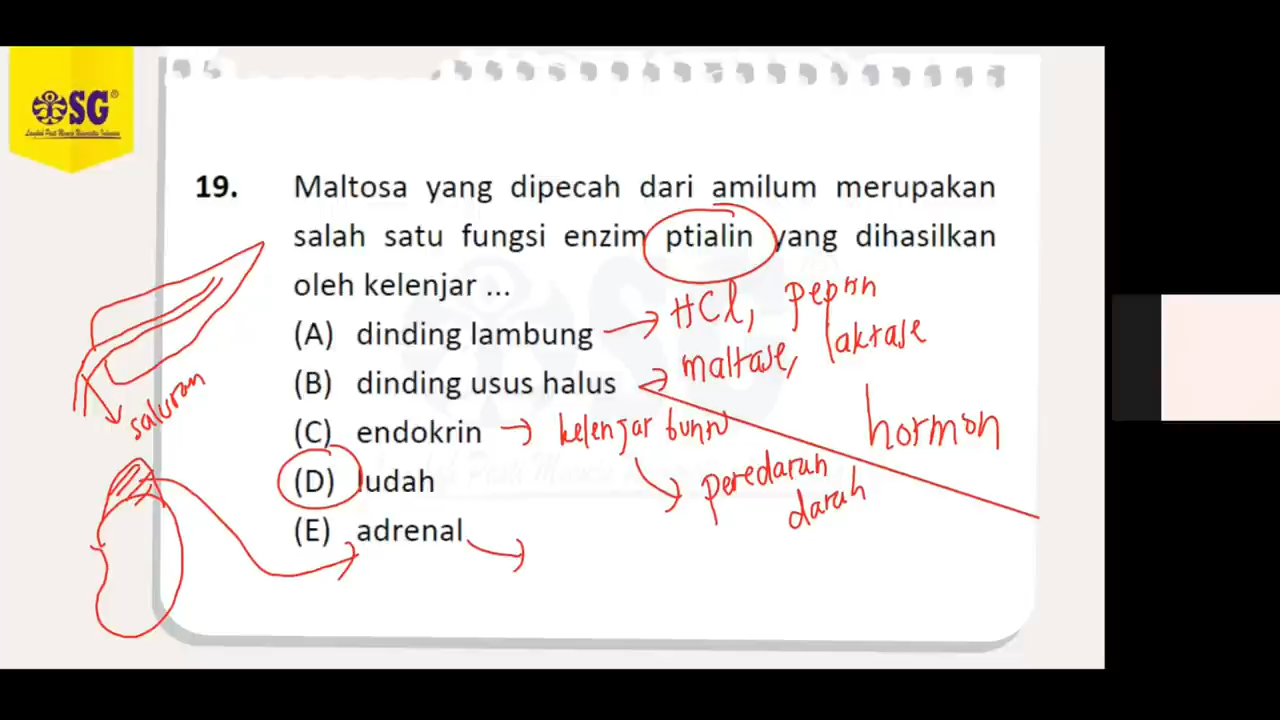 SG®
19. Maltosa yang dipecah dari amilum merupakan
salah satu fungsi enzim ptialin yang dihasilkan
oleh kelenjar ...
(A) dinding lambung → HCl, pepsin
(B) dinding usus halus → maltase, laktase
(C) endokrin → kelenjar buntu hormon
peredaran
darah
(D) ludah
(E) adrenal
saluran